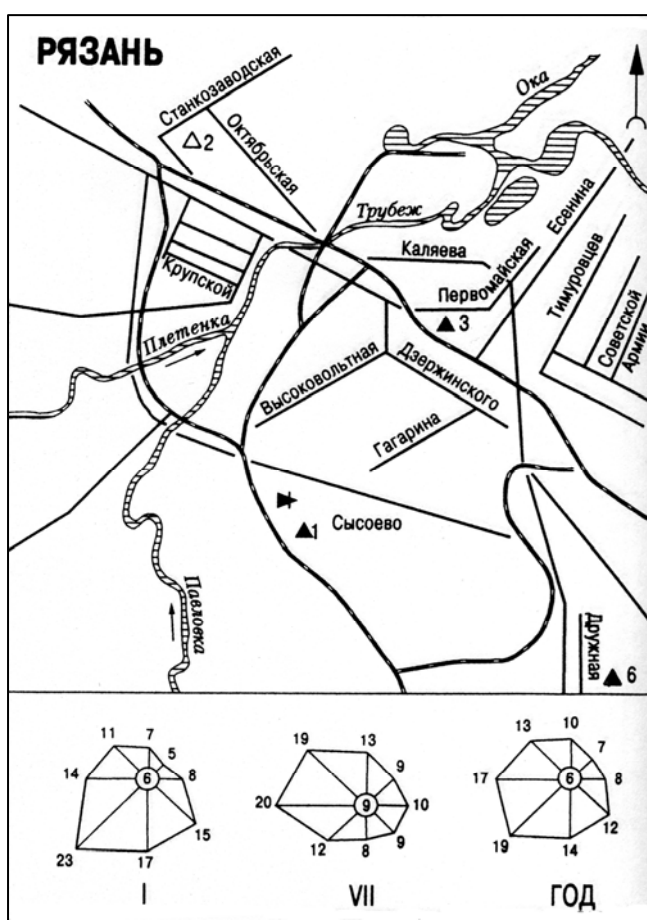 РЯЗАНЬ
Станкозаводская
Октябрьская
2
Ока
Трубеж
Каляева
Первомайская
Есенина
Тимуровцев
Советской
Армии
Крупской
Плетенка
3
Высоковольтная
Дзержинского
Гагарина
Сысоево
1
Павловка
Дружная
6
11 7 5 8 15 17 23 14 6
19 13 9 10 9 8 12 20 9
13 10 7 8 12 14 19 17 6
I VII ГОД